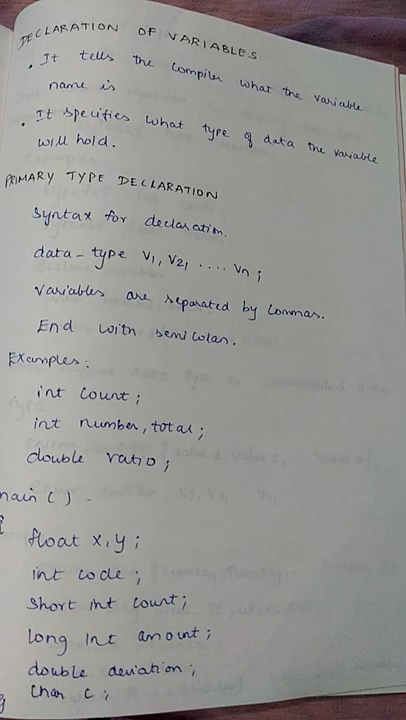 DECLARATION OF VARIABLES
. It tells the compiler what the variable
name is
. It specifies what type of data the variable
will hold.
PRIMARY TYPE DECLARATION
Syntax for declaration.
data-type v1, v2, .... vn ;
variables are separated by commas.
End with semicolan.
Examples:
int count ;
int number, total ;
double ratio ;
main ( ) -
{
float x, y ;
int code ;
short int count ;
long int amount ;
double deviation ;
char c ;
}